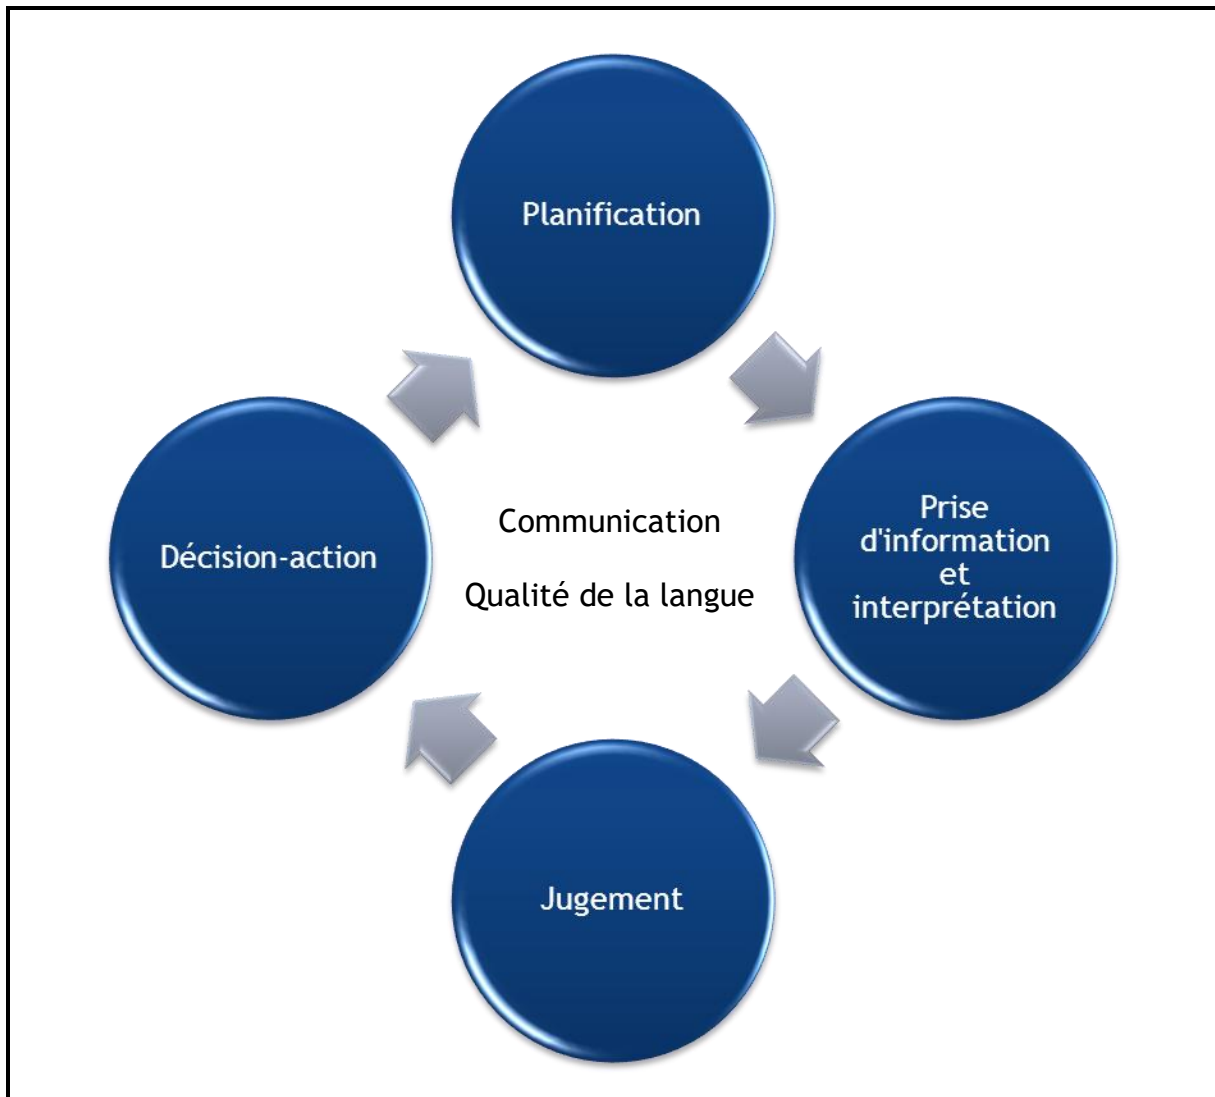 Planification
Prise
d'information
et
interprétation
Communication
Qualité de la langue
Décision-action
Jugement